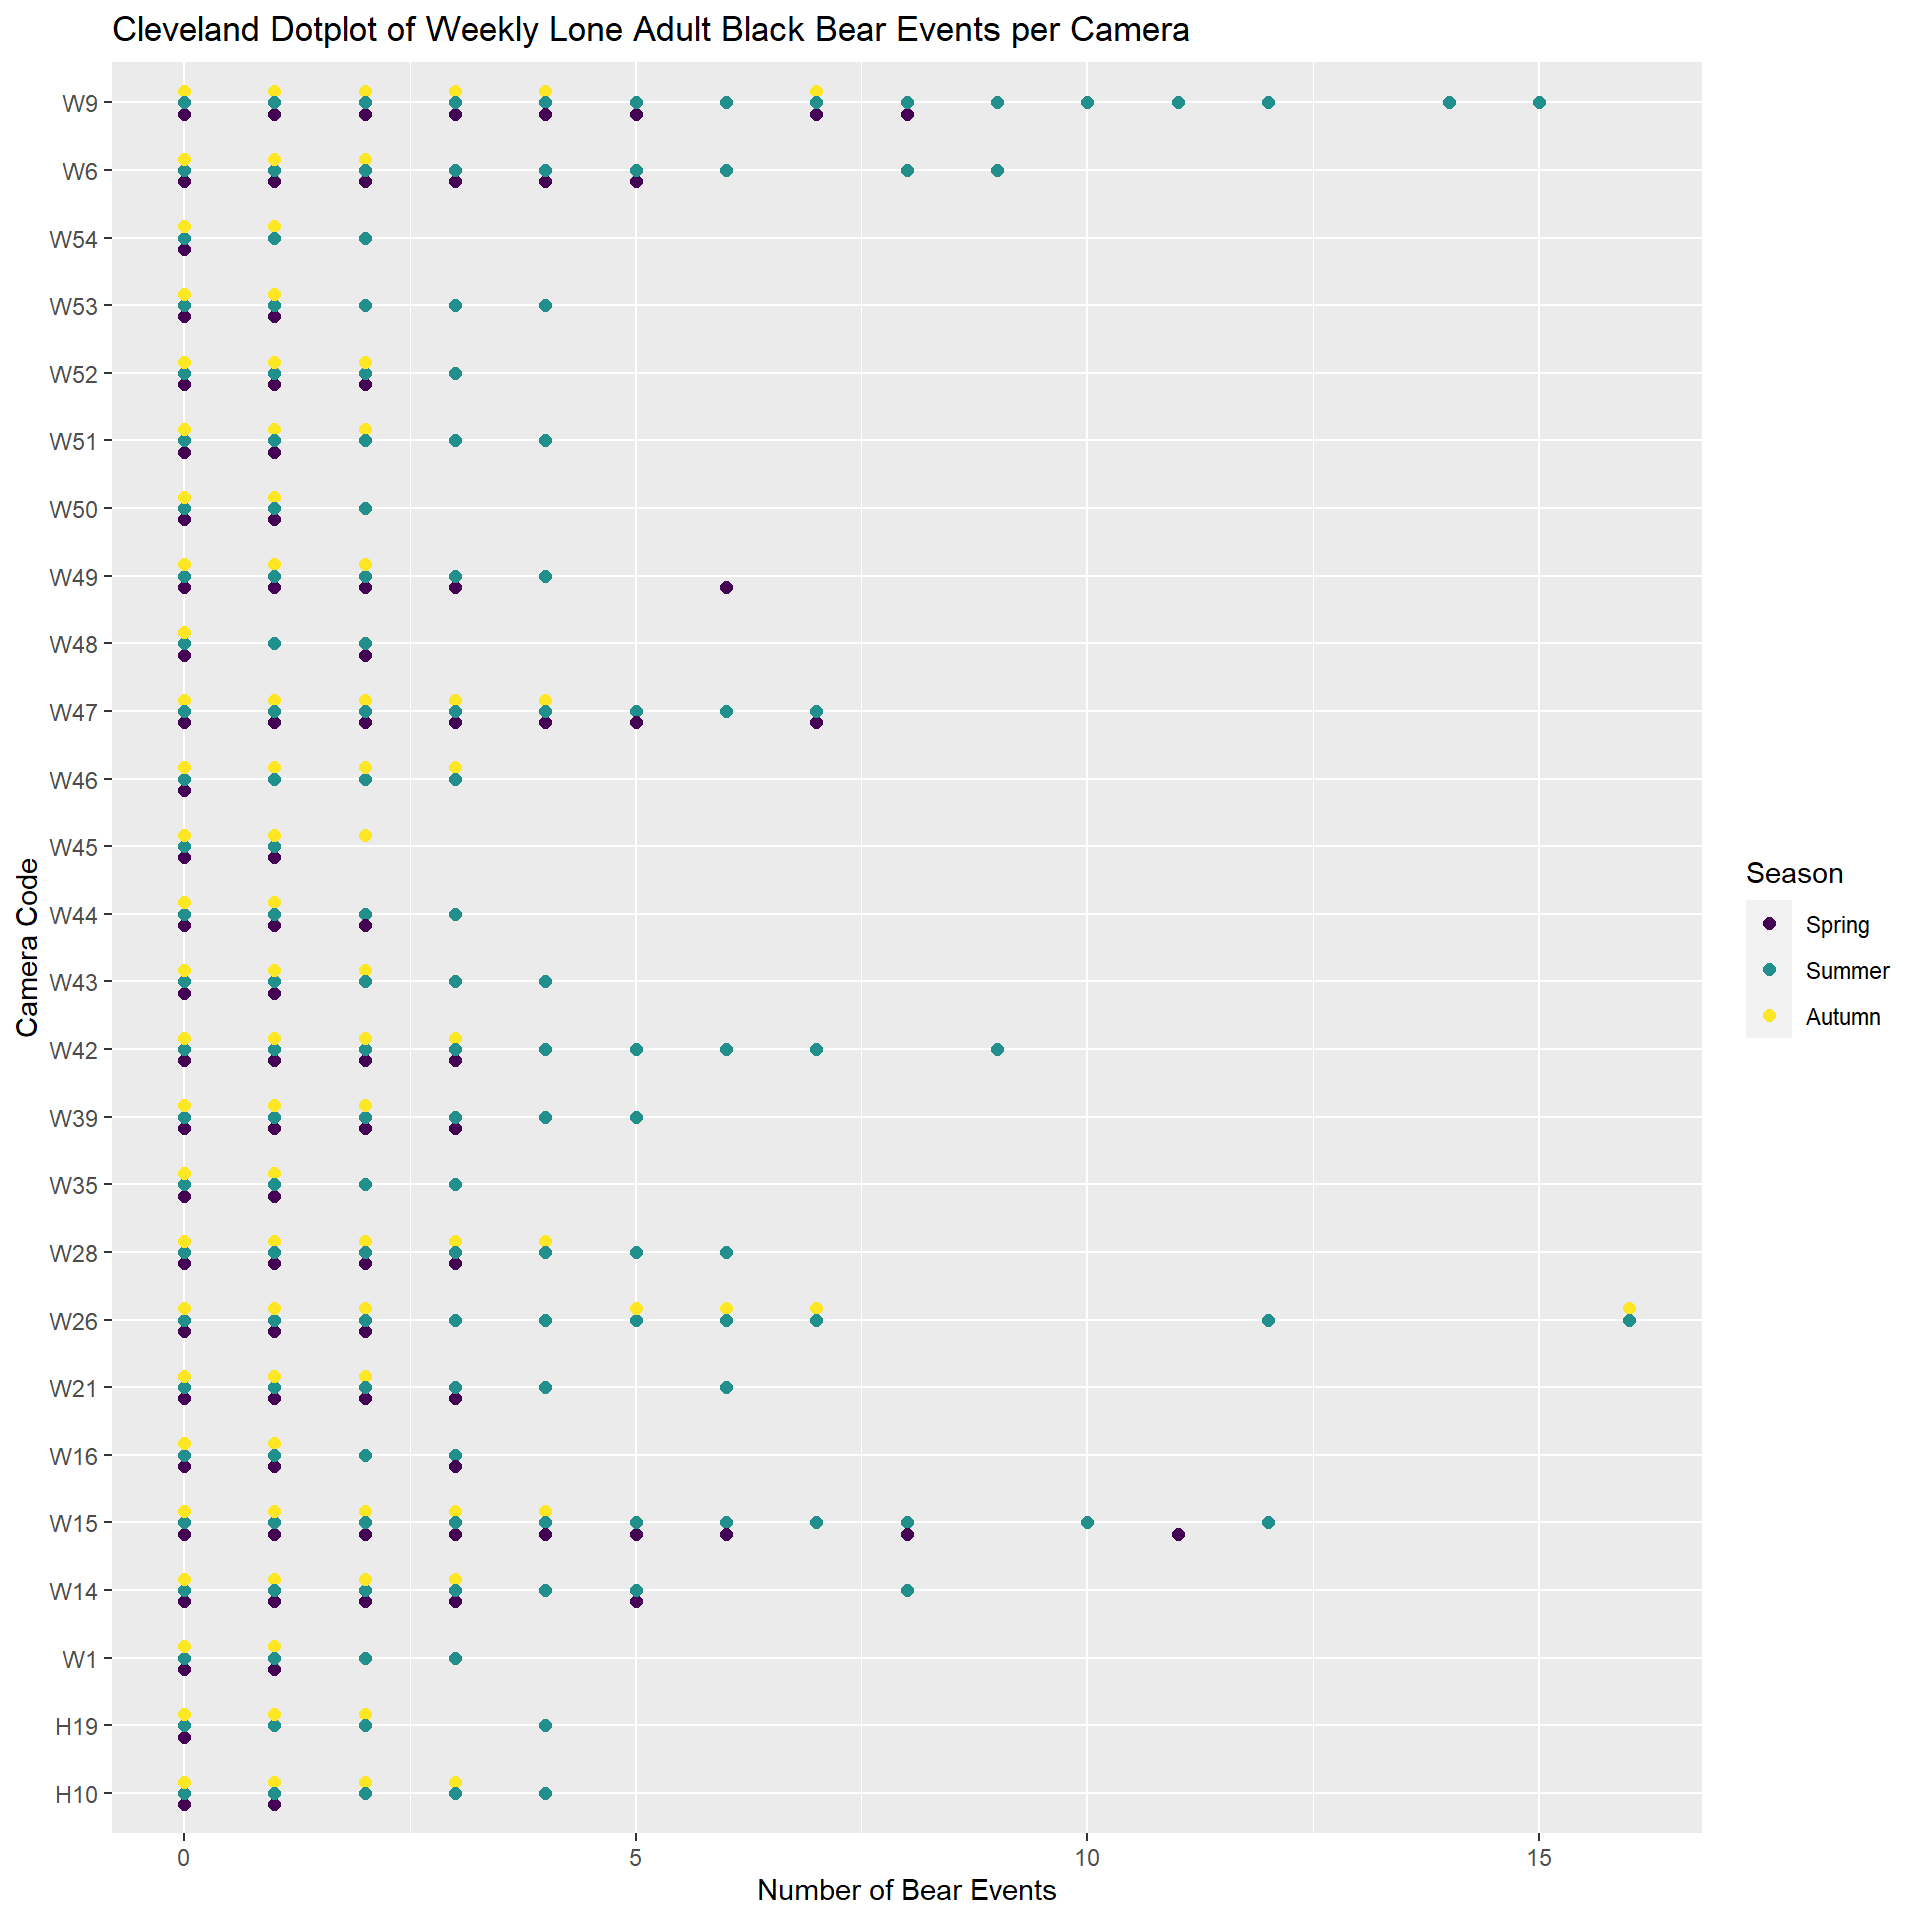 Cleveland Dotplot of Weekly Lone Adult Black Bear Events per Camera
W9
W6
W54
W53
W52
W51
W50
W49
W48
W47
W46
W45
W44
W43
W42
W39
W35
W28
W26
W21
W16
W15
W14
W1
H19
H10
Camera Code
0 5 10 15
Number of Bear Events
Season
Spring
Summer
Autumn